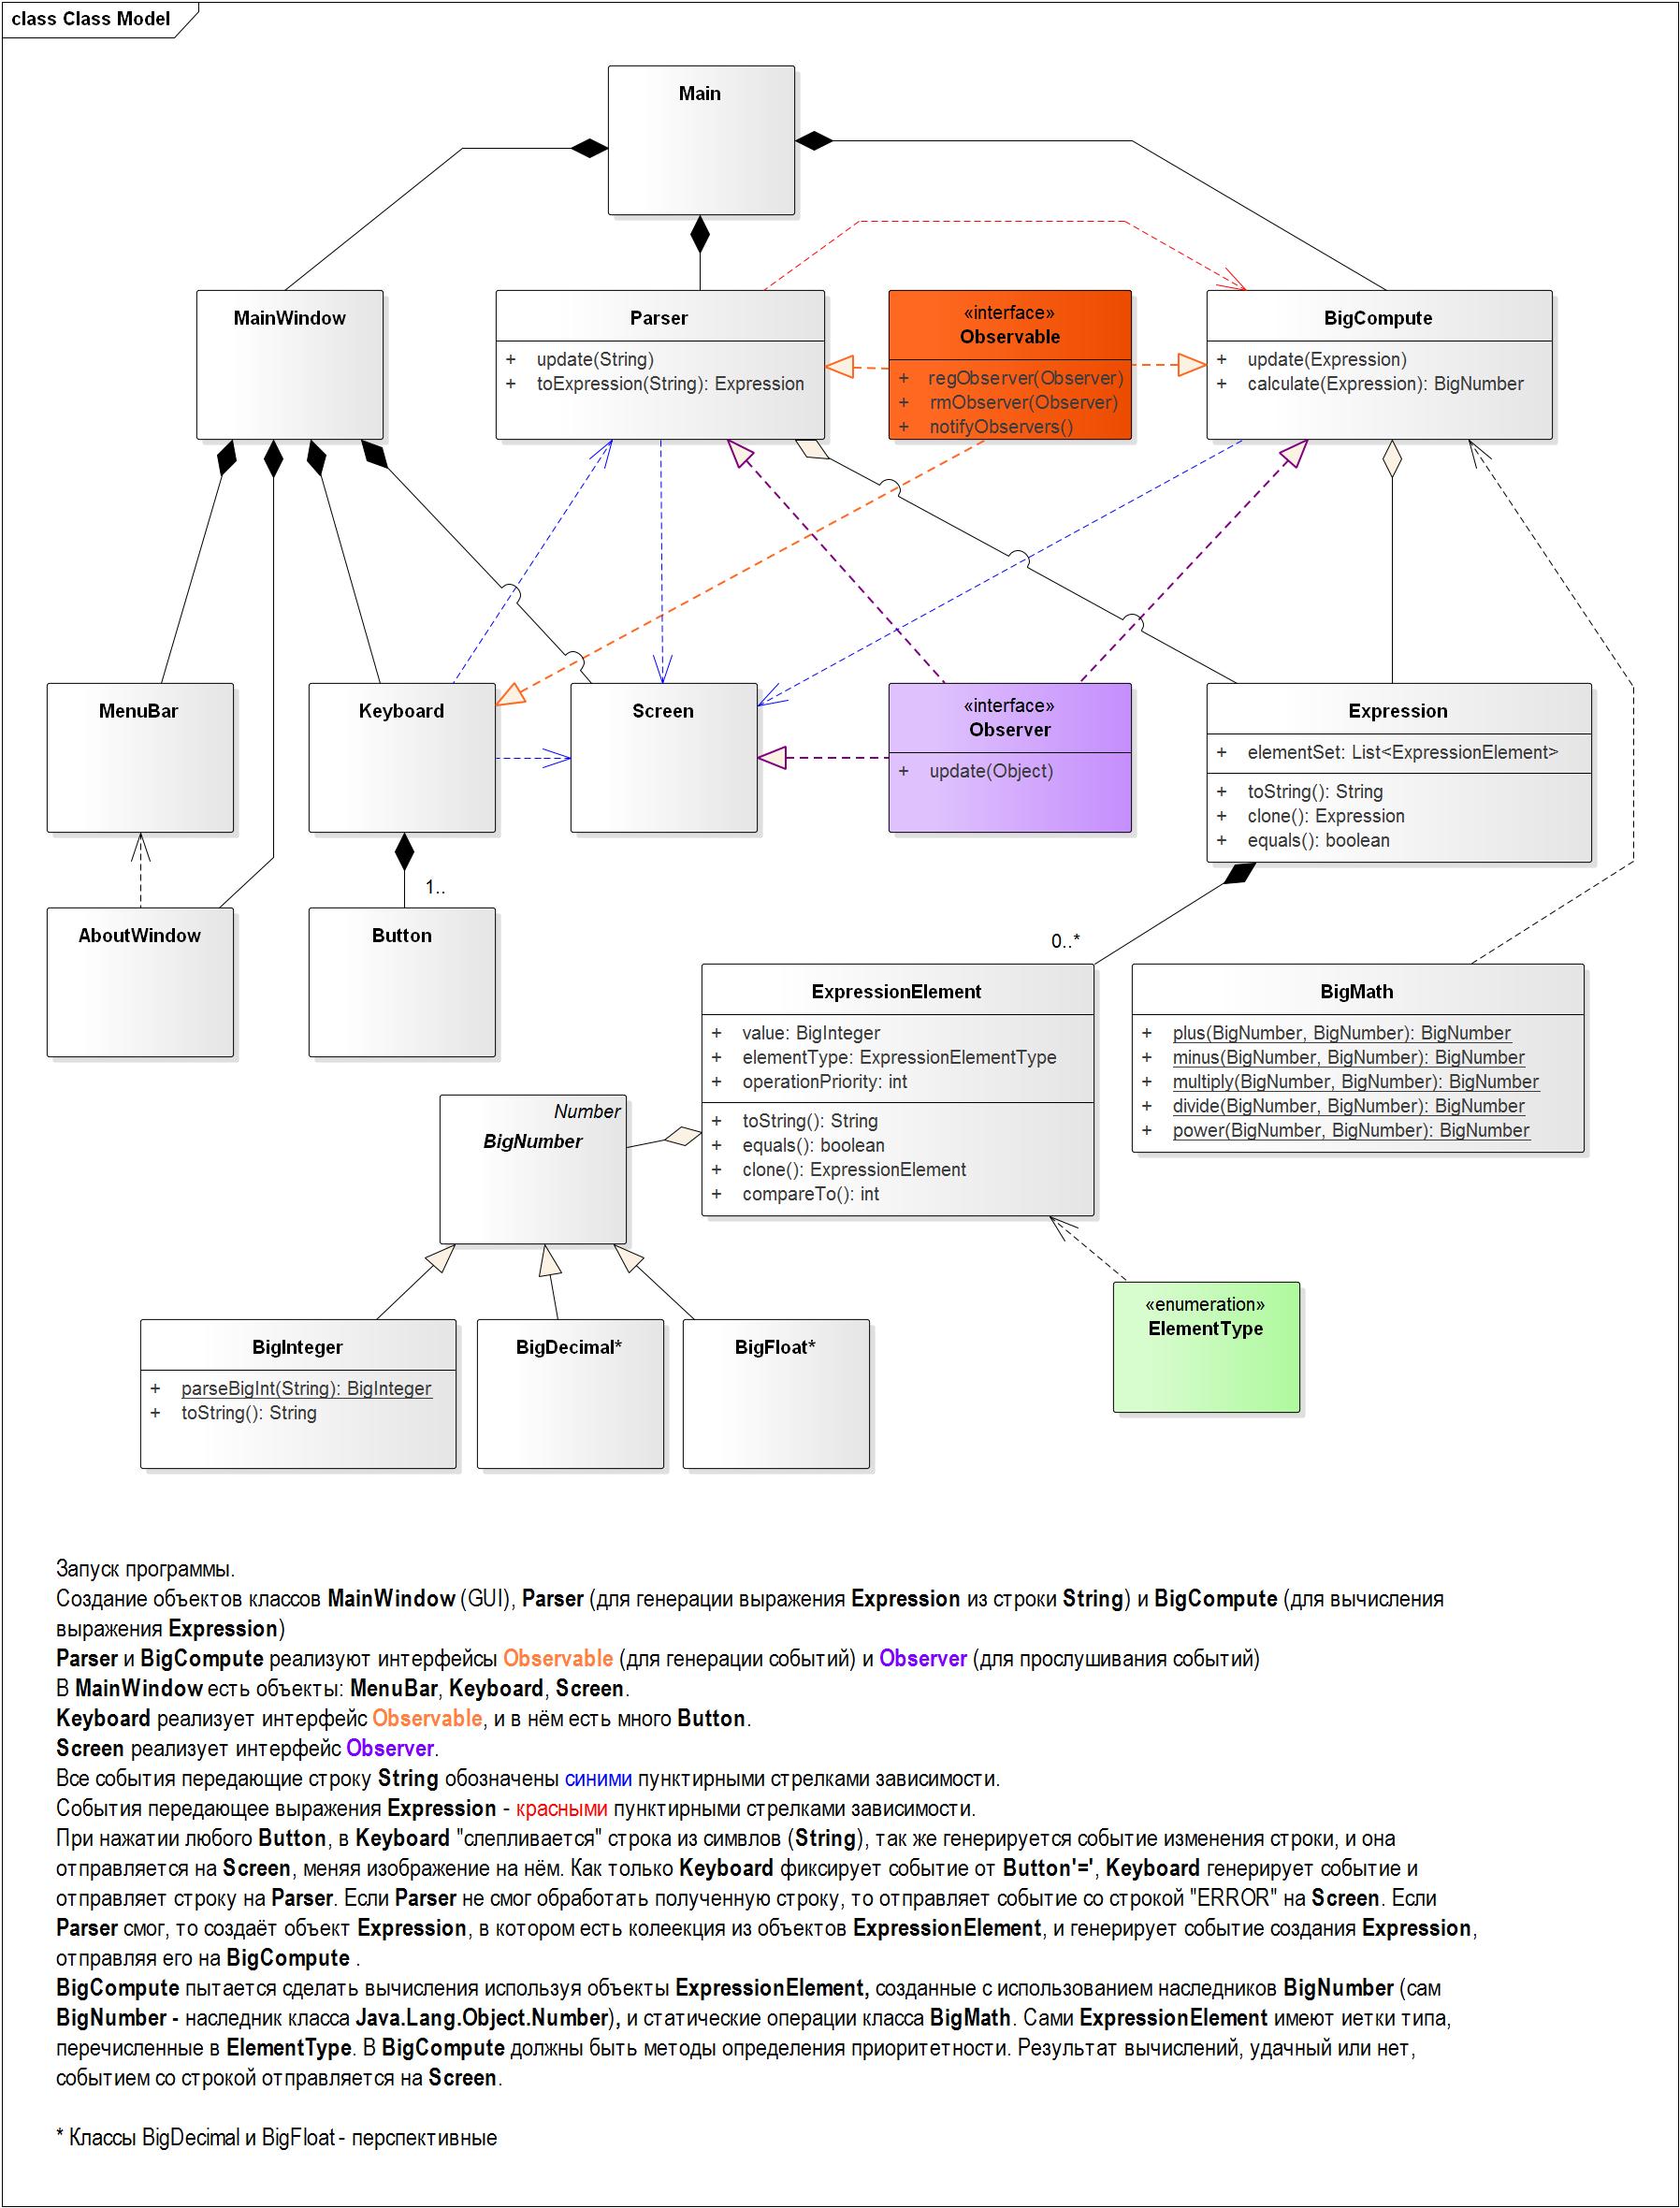 class Class Model
Main
MainWindow
Parser
+ update(String)
+ toExpression(String): Expression
«interface»
Observable
+ regObserver(Observer)
+ rmObserver(Observer)
+ notifyObservers()
BigCompute
+ update(Expression)
+ calculate(Expression): BigNumber
MenuBar
Keyboard
Screen
«interface»
Observer
+ update(Object)
Expression
+ elementSet: List<ExpressionElement>
+ toString(): String
+ clone(): Expression
+ equals(): boolean
1..
AboutWindow
Button
0..*
ExpressionElement
+ value: BigInteger
+ elementType: ExpressionElementType
+ operationPriority: int
+ toString(): String
+ equals(): boolean
+ clone(): ExpressionElement
+ compareTo(): int
BigMath
+ plus(BigNumber, BigNumber): BigNumber
+ minus(BigNumber, BigNumber): BigNumber
+ multiply(BigNumber, BigNumber): BigNumber
+ divide(BigNumber, BigNumber): BigNumber
+ power(BigNumber, BigNumber): BigNumber
Number
BigNumber
«enumeration»
ElementType
BigInteger
+ parseBigInt(String): BigInteger
+ toString(): String
BigDecimal*
BigFloat*
Запуск программы.
Создание объектов классов MainWindow (GUI), Parser (для генерации выражения Expression из строки String) и BigCompute (для вычисления
выражения Expression)
Parser и BigCompute реализуют интерфейсы Observable (для генерации событий) и Observer (для прослушивания событий)
В MainWindow есть объекты: MenuBar, Keyboard, Screen.
Keyboard реализует интерфейс Observable, и в нём есть много Button.
Screen реализует интерфейс Observer.
Все события передающие строку String обозначены синими пунктирными стрелками зависимости.
События передающее выражения Expression - красными пунктирными стрелками зависимости.
При нажатии любого Button, в Keyboard "слепливается" строка из симвлов (String), так же генерируется событие изменения строки, и она
отправляется на Screen, меняя изображение на нём. Как только Keyboard фиксирует событие от Button'=', Keyboard генерирует событие и
отправляет строку на Parser. Если Parser не смог обработать полученную строку, то отправляет событие со строкой "ERROR" на Screen. Если
Parser смог, то создаёт объект Expression, в котором есть колеекция из объектов ExpressionElement, и генерирует событие создания Expression,
отправляя его на BigCompute .
BigCompute пытается сделать вычисления используя объекты ExpressionElement, созданные с использованием наследников BigNumber (сам
BigNumber - наследник класса Java.Lang.Object.Number), и статические операции класса BigMath. Сами ExpressionElement имеют иетки типа,
перечисленные в ElementType. В BigCompute должны быть методы определения приоритетности. Результат вычислений, удачный или нет,
событием со строкой отправляется на Screen.
* Классы BigDecimal и BigFloat - перспективные